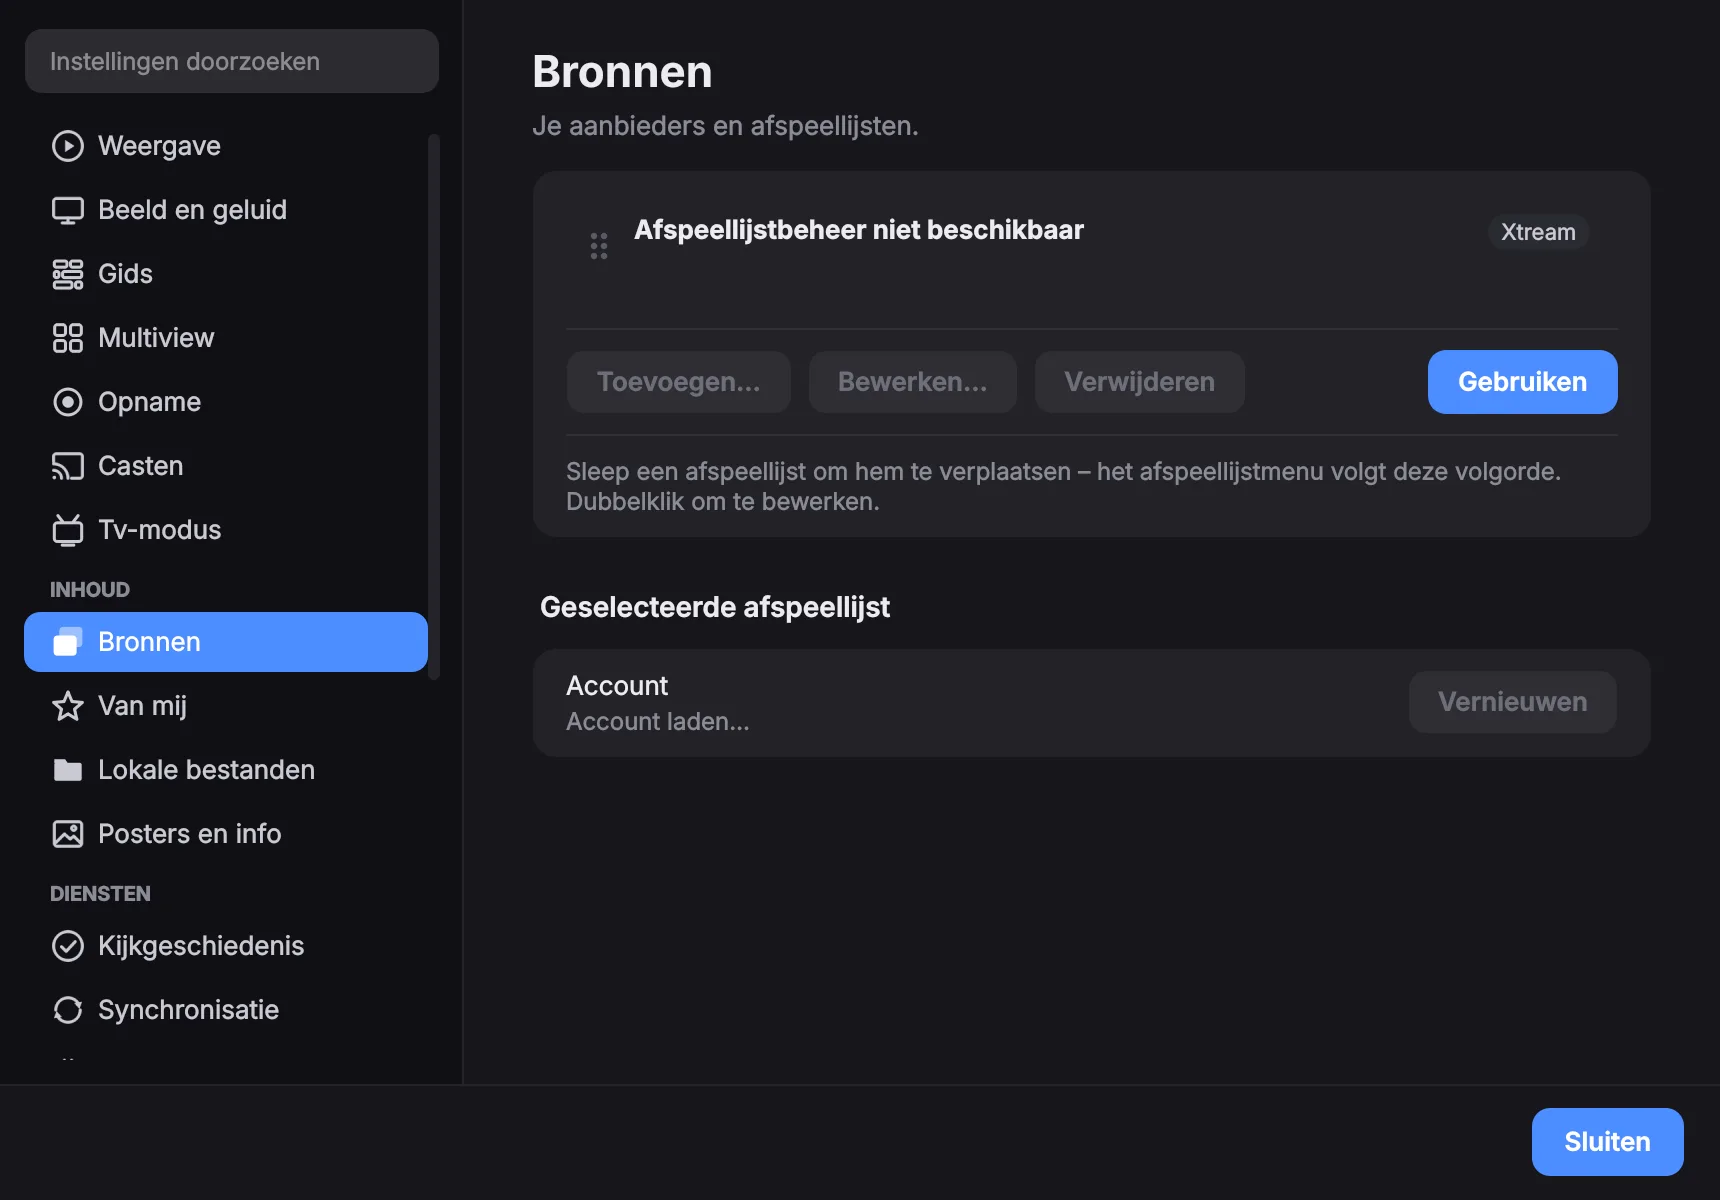 Instellingen doorzoeken
Weergave
Beeld en geluid
Gids
Multiview
Opname
Casten
Tv-modus
INHOUD
Bronnen
Van mij
Lokale bestanden
Posters en info
DIENSTEN
Kijkgeschiedenis
Synchronisatie
Bronnen
Je aanbieders en afspeellijsten.
Afspeellijstbeheer niet beschikbaar
Xtream
Toevoegen...
Bewerken...
Verwijderen
Gebruiken
Sleep een afspeellijst om hem te verplaatsen – het afspeellijstmenu volgt deze volgorde.
Dubbelklik om te bewerken.
Geselecteerde afspeellijst
Account
Account laden...
Vernieuwen
Sluiten